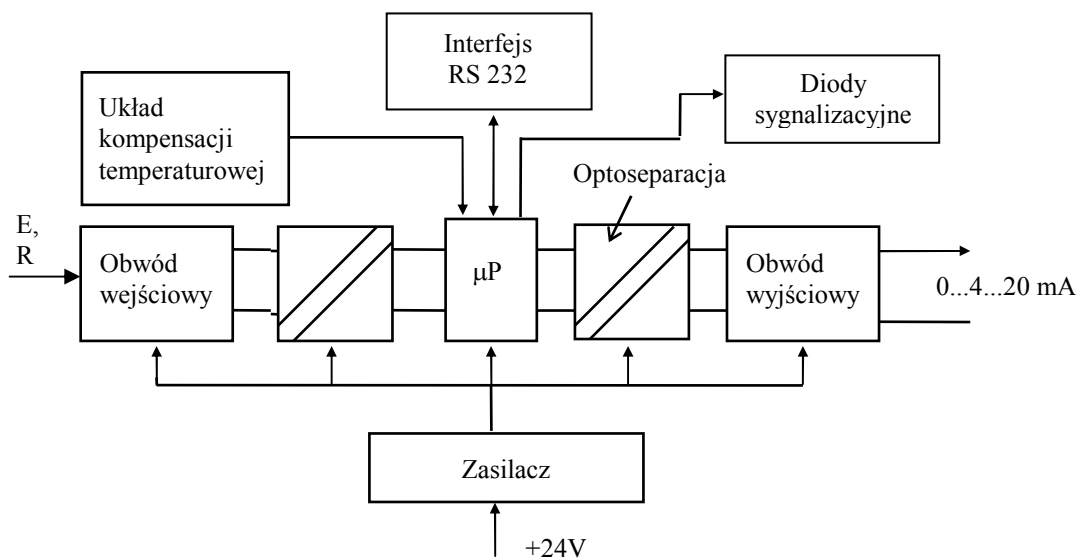 Interfejs
RS 232
Diody
sygnalizacyjne
Układ
kompensacji
temperaturowej
Optoseparacja
E,
R
Obwód
wejściowy
μP
Obwód
wyjściowy
0...4...20 mA
Zasilacz
+24V